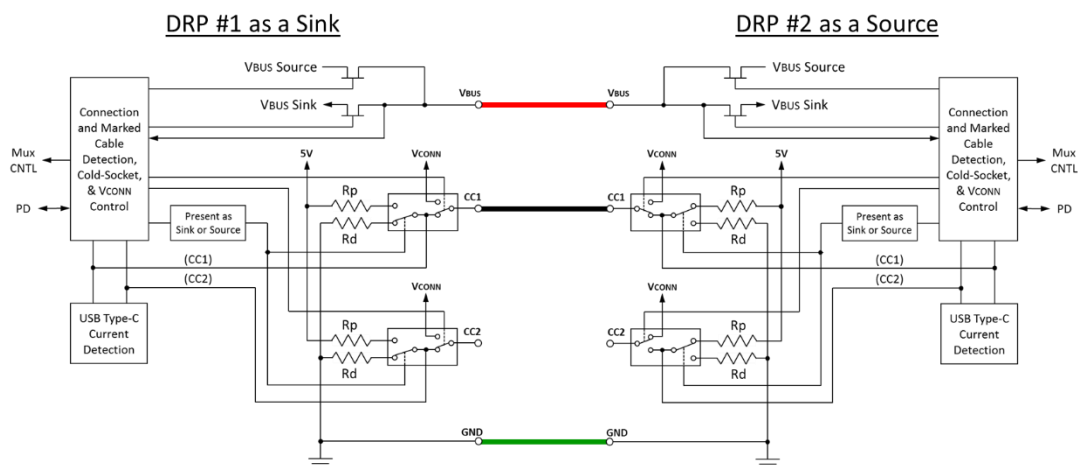 DRP #1 as a Sink
DRP #2 as a Source
VBUS Source
VBUS Sink
VBUS
VBUS
VBUS Source
VBUS Sink
Connection
and Marked
Cable
Detection,
Cold-Socket,
& VCONN
Control
Mux
CNTL
PD
Present as
Sink or Source
(CC1)
(CC2)
USB Type-C
Current
Detection
5V
VCONN
Rp
Rd
CC1
VCONN
Rp
Rd
CC2
GND
VCONN
5V
CC1
Rp
Rd
VCONN
CC2
Rp
Rd
GND
Connection
and Marked
Cable
Detection,
Cold-Socket,
& VCONN
Control
Mux
CNTL
PD
Present as
Sink or Source
(CC1)
(CC2)
USB Type-C
Current
Detection